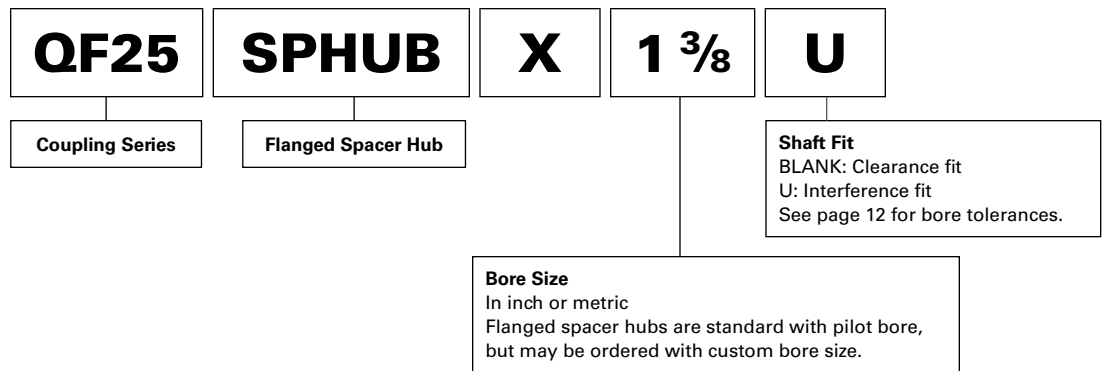 QF25 SPHUB X 1 ⅜ U
Coupling Series
Flanged Spacer Hub
Shaft Fit
BLANK: Clearance fit
U: Interference fit
See page 12 for bore tolerances.
Bore Size
In inch or metric
Flanged spacer hubs are standard with pilot bore,
but may be ordered with custom bore size.